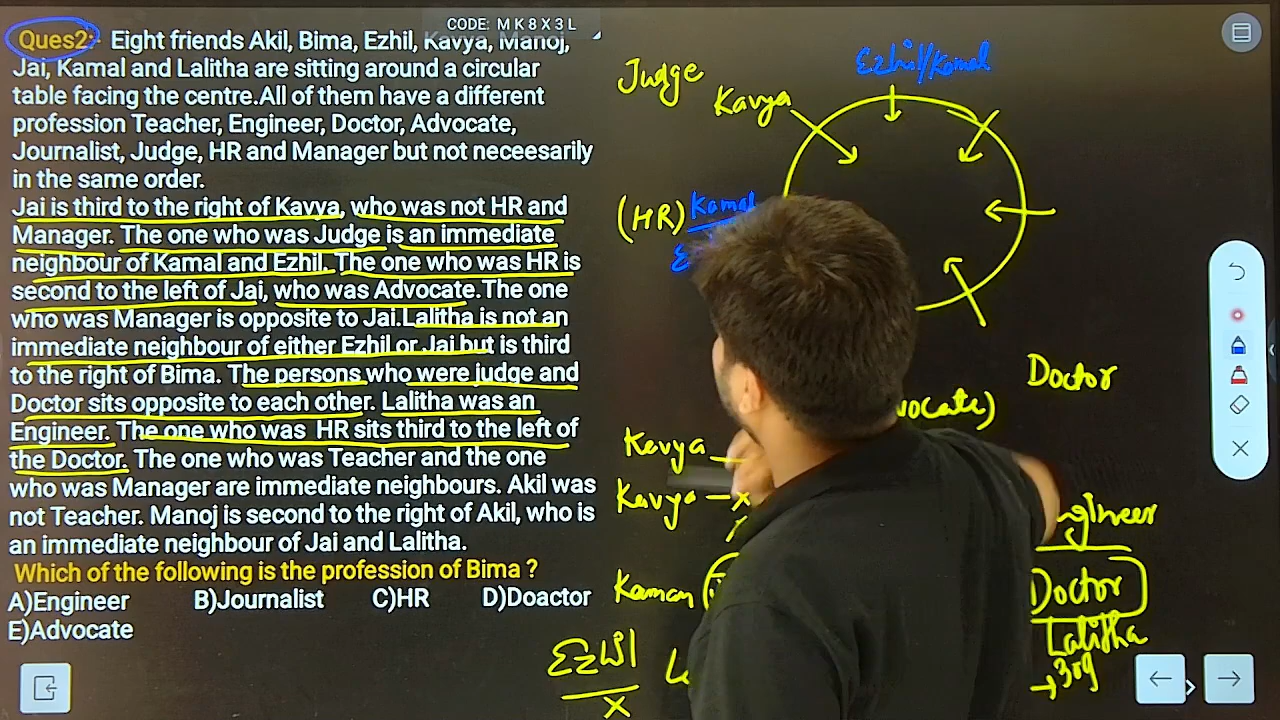 CODE: M K 8 X 3 L
Ques2:- Eight friends Akil, Bima, Ezhil, Kavya, Manoj,
Jai, Kamal and Lalitha are sitting around a circular
table facing the centre.All of them have a different
profession Teacher, Engineer, Doctor, Advocate,
Journalist, Judge, HR and Manager but not neceesarily
in the same order.
Jai is third to the right of Kavya, who was not HR and
Manager. The one who was Judge is an immediate
neighbour of Kamal and Ezhil. The one who was HR is
second to the left of Jai, who was Advocate.The one
who was Manager is opposite to Jai.Lalitha is not an
immediate neighbour of either Ezhil or Jai but is third
to the right of Bima. The persons who were judge and
Doctor sits opposite to each other. Lalitha was an
Engineer. The one who was HR sits third to the left of
the Doctor. The one who was Teacher and the one
who was Manager are immediate neighbours. Akil was
not Teacher. Manoj is second to the right of Akil, who is
an immediate neighbour of Jai and Lalitha.
Which of the following is the profession of Bima ?
A)Engineer B)Journalist C)HR D)Doactor
E)Advocate
Judge
Kavya
Ezhil/Kamal
(HR) Kamal
Doctor
vocate)
Kavya
Kavya - x
Kaman
Ezhil
x
ngineer
Doctor
Lalitha